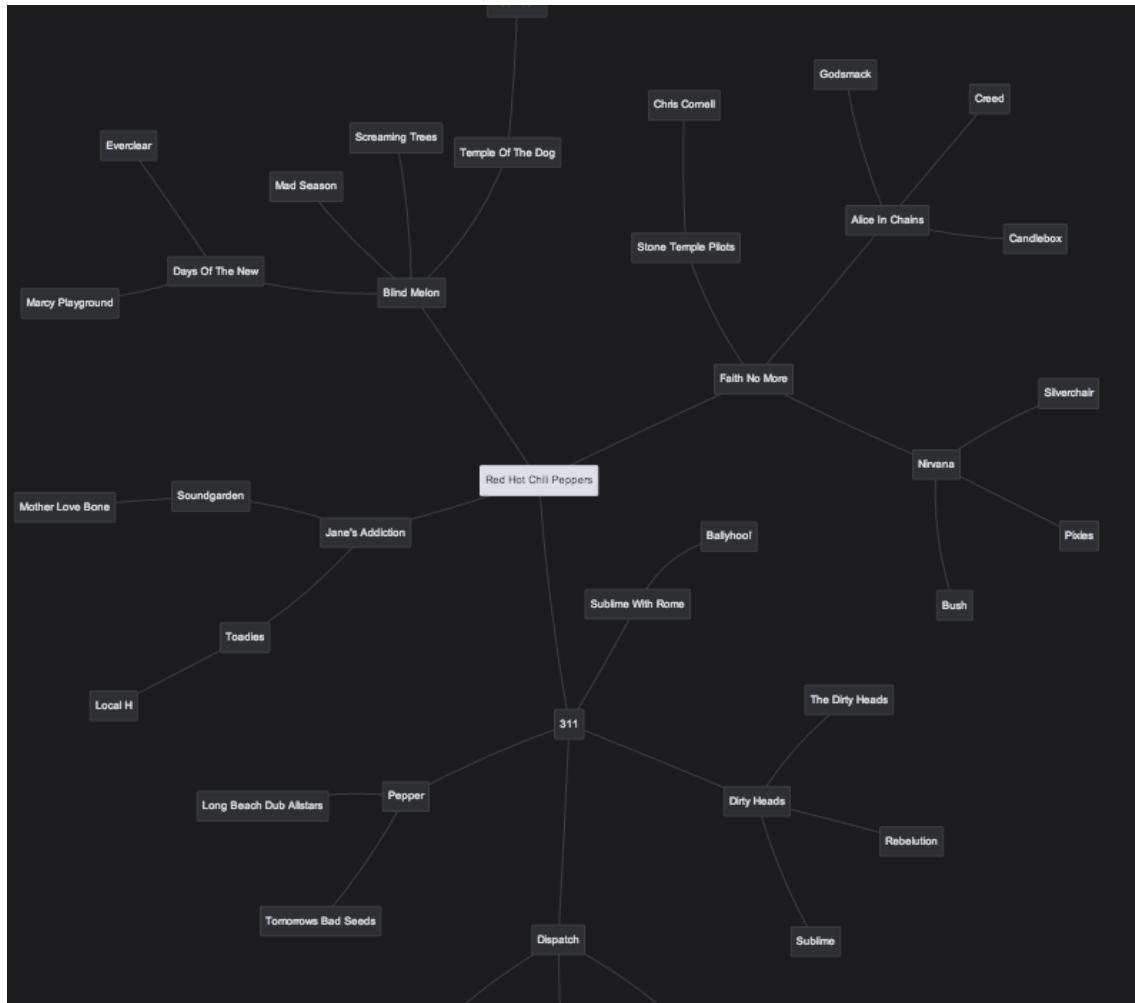 Godsmack
Creed
Chris Cornell
Everclear
Screaming Trees
Temple Of The Dog
Mad Season
Alice In Chains
Candlebox
Stone Temple Pilots
Days Of The New
Blind Melon
Marcy Playground
Faith No More
Silverchair
Nirvana
Red Hot Chili Peppers
Soundgarden
Mother Love Bone
Jane's Addiction
Ballyhoo!
Pixies
Sublime With Rome
Bush
Toadies
Local H
The Dirty Heads
311
Pepper
Long Beach Dub Allstars
Dirty Heads
Rebelution
Tomorrows Bad Seeds
Dispatch
Sublime